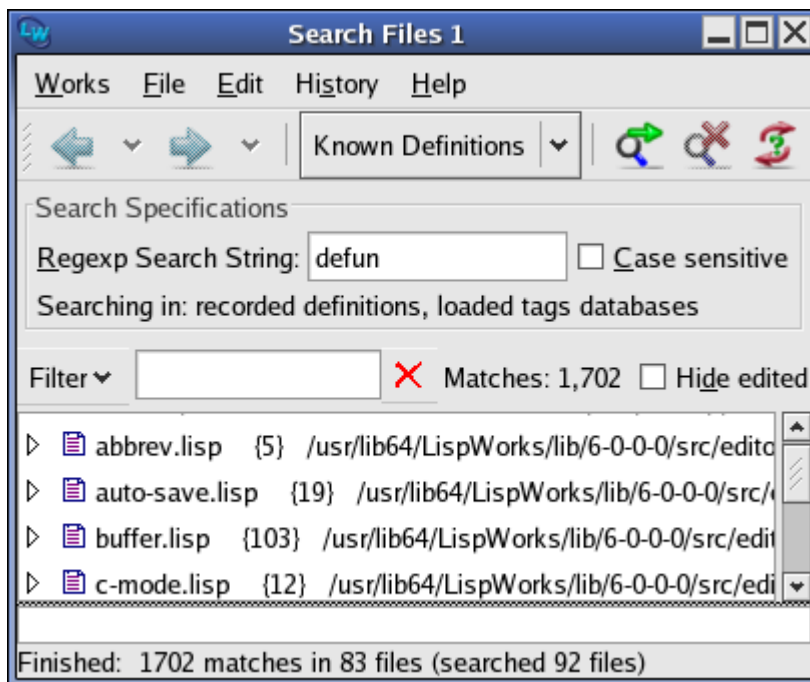 LW Search Files 1
Works File Edit History Help
Known Definitions
Search Specifications
Regexp Search String: defun Case sensitive
Searching in: recorded definitions, loaded tags databases
Filter Matches: 1,702 Hide edited
abbrev.lisp {5} /usr/lib64/LispWorks/lib/6-0-0-0/src/edito
auto-save.lisp {19} /usr/lib64/LispWorks/lib/6-0-0-0/src/
buffer.lisp {103} /usr/lib64/LispWorks/lib/6-0-0-0/src/edit
c-mode.lisp {12} /usr/lib64/LispWorks/lib/6-0-0-0/src/edi
Finished: 1702 matches in 83 files (searched 92 files)